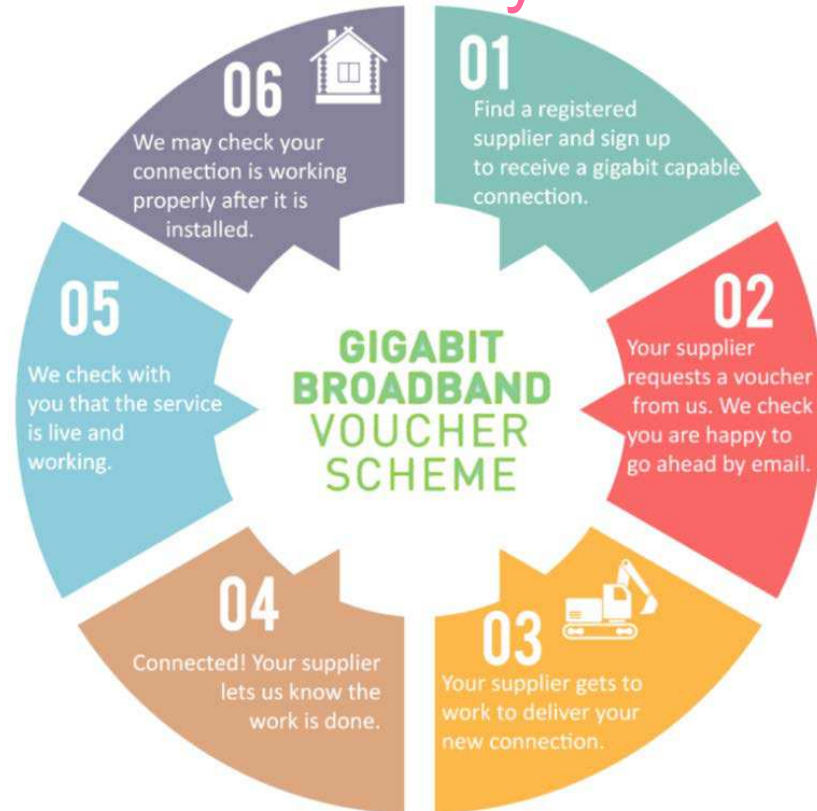 GIGABIT
BROADBAND
VOUCHER
SCHEME
01
Find a registered
supplier and sign up
to receive a gigabit capable
connection.
02
Your supplier
requests a voucher
from us. We check
you are happy to
go ahead by email.
03
Your supplier gets to
work to deliver your
new connection.
04
Connected! Your supplier
lets us know the
work is done.
05
We check with
you that the service
is live and
working.
06
We may check your
connection is working
properly after it is
installed.